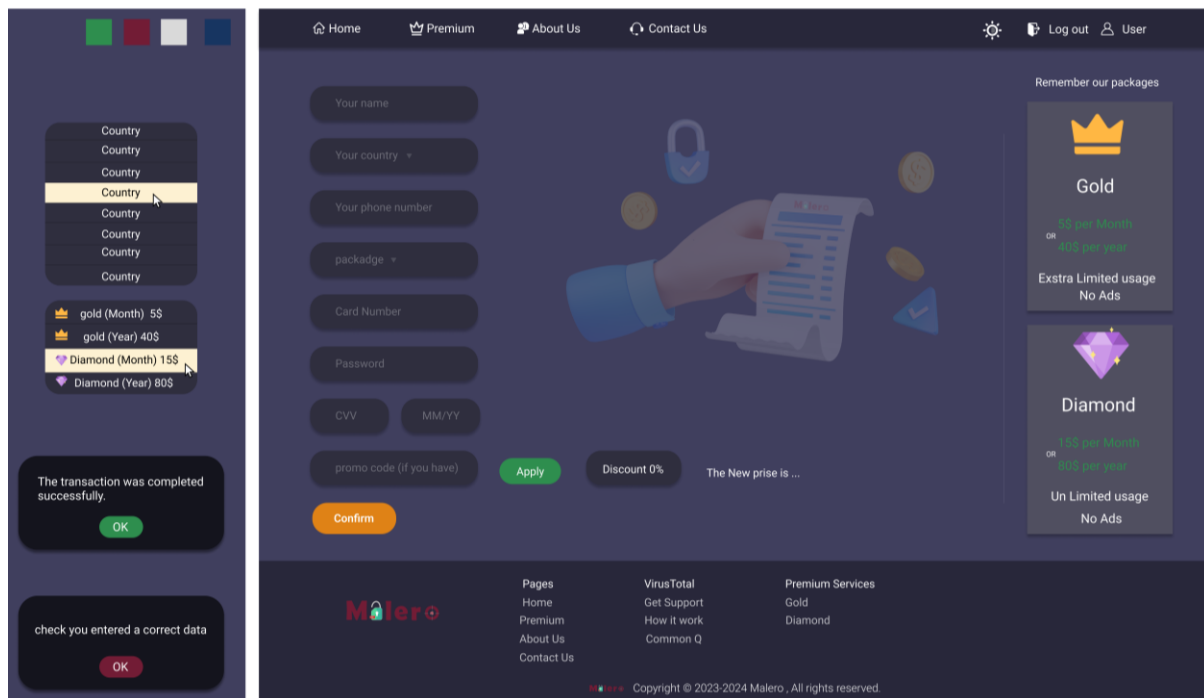 Country
Country
Country
Country
Country
Country
Country
Country
gold (Month) 5$
gold (Year) 40$
Diamond (Month) 15$
Diamond (Year) 80$
The transaction was completed
successfully.
OK
check you entered a correct data
OK
Home Premium About Us Contact Us Log out User
Your name
Your country
Your phone number
packadge
Card Number
Password
CVV MM/YY
promo code (if you have) Apply Discount 0% The New prise is ...
Confirm
Malero
Remember our packages
Gold
5$ per Month
OR
40$ per year
Exstra Limited usage
No Ads
Diamond
15$ per Month
OR
80$ per year
Un Limited usage
No Ads
Malero
Pages
Home
Premium
About Us
Contact Us
VirusTotal
Get Support
How it work
Common Q
Premium Services
Gold
Diamond
Malero Copyright © 2023-2024 Malero , All rights reserved.